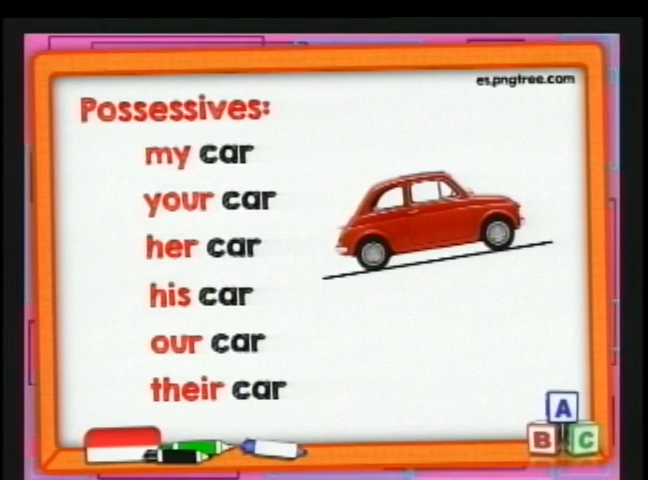 es.pngtree.com
Possessives:
my car
your car
her car
his car
our car
their car
A
B C